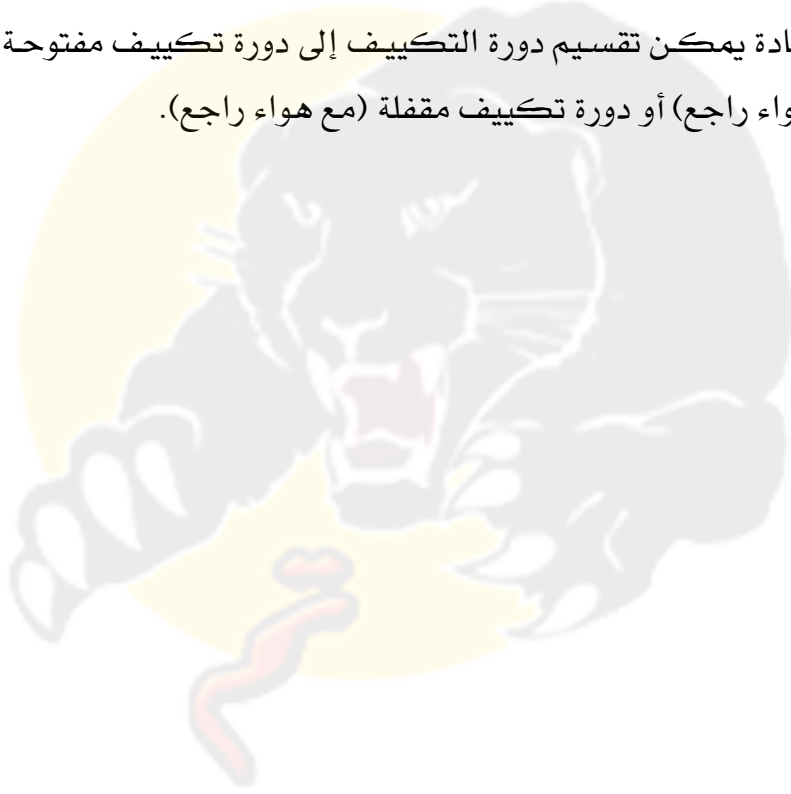 ادة يمكن تقسيم دورة التكييف إلى دورة تكييف مفتوحة
واء راجع) أو دورة تكييف مقفلة (مع هواء راجع).